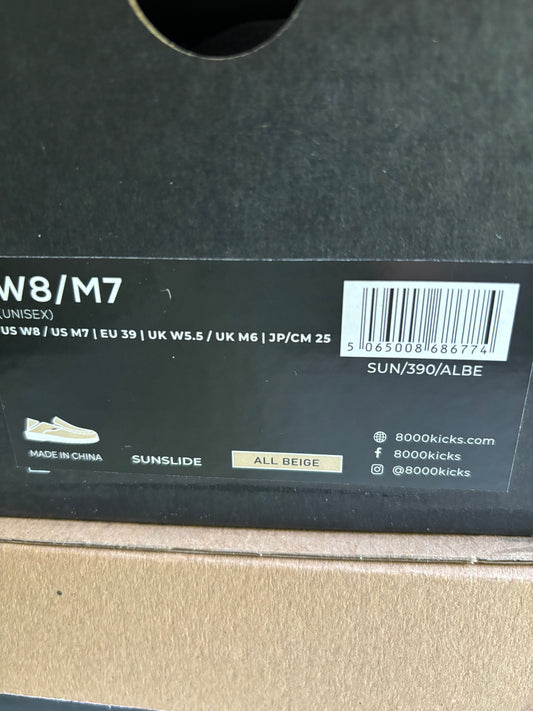 W8/M7
(UNISEX)
US W8 / US M7 | EU 39 | UK W5.5 / UK M6 | JP/CM 25
5 065008 686774
SUN/390/ALBE
MADE IN CHINA
SUNSLIDE
ALL BEIGE
8000kicks.com
8000kicks
@8000kicks